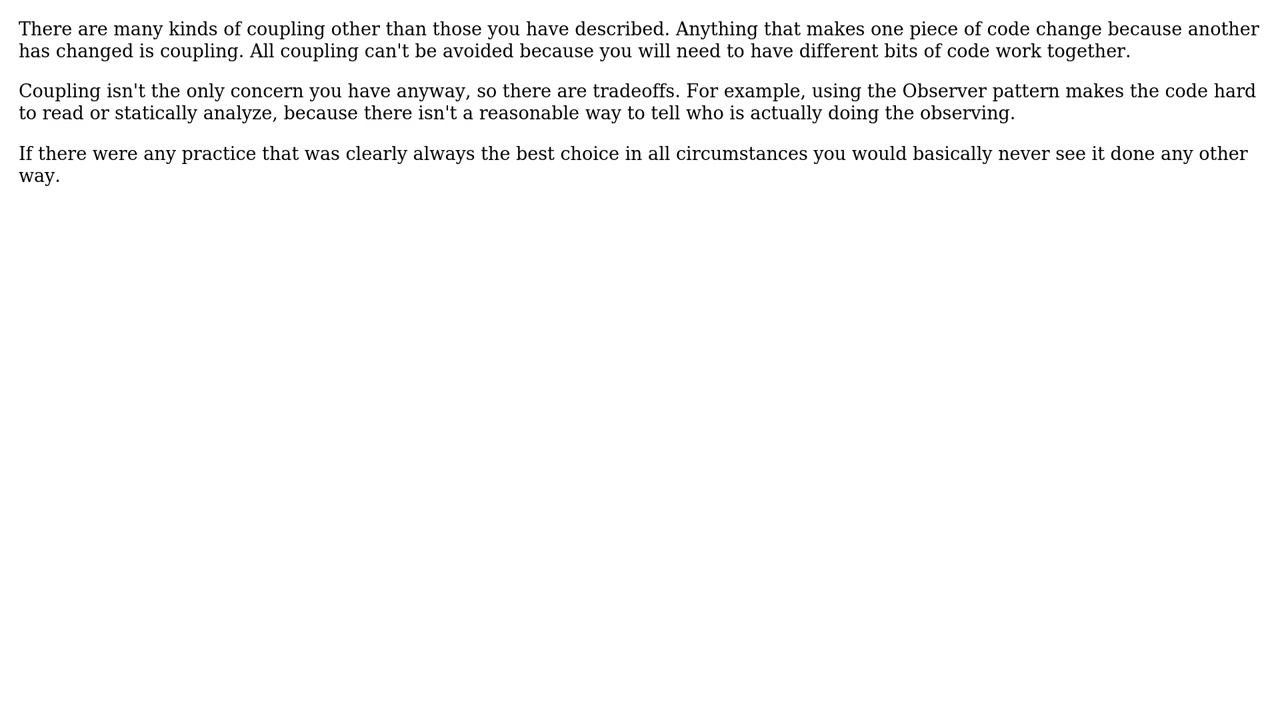 There are many kinds of coupling other than those you have described. Anything that makes one piece of code change because another
has changed is coupling. All coupling can't be avoided because you will need to have different bits of code work together.
Coupling isn't the only concern you have anyway, so there are tradeoffs. For example, using the Observer pattern makes the code hard
to read or statically analyze, because there isn't a reasonable way to tell who is actually doing the observing.
If there were any practice that was clearly always the best choice in all circumstances you would basically never see it done any other
way.